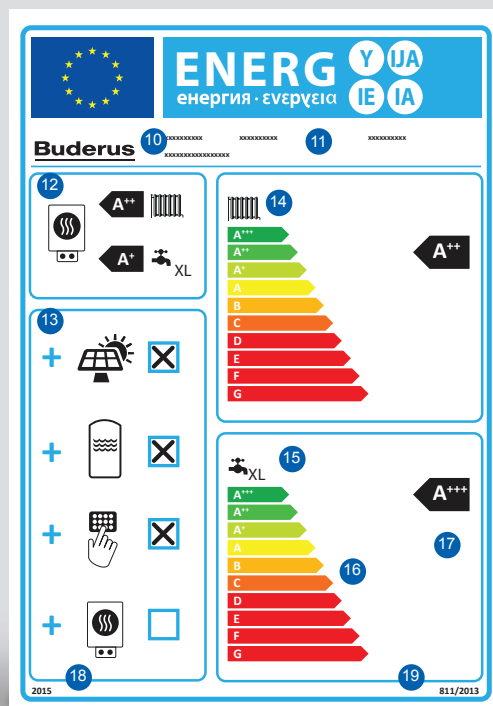 ENERG Y IJA
енергия · ενεργεια IE IA
Buderus 10 xxxxxxxxxx xxxxxxxxxx 11 xxxxxxxxxx
xxxxxxxxxxxxxxxxx
12
A++
A+ XL
13
14
A+++
A++
A+
A
B
C
D
E
F
G
A++
15
XL
A+++
A++
A+
A
B
C
D
E
F
G
16
A+++
17
+
+
+
+
18
19
2015
811/2013